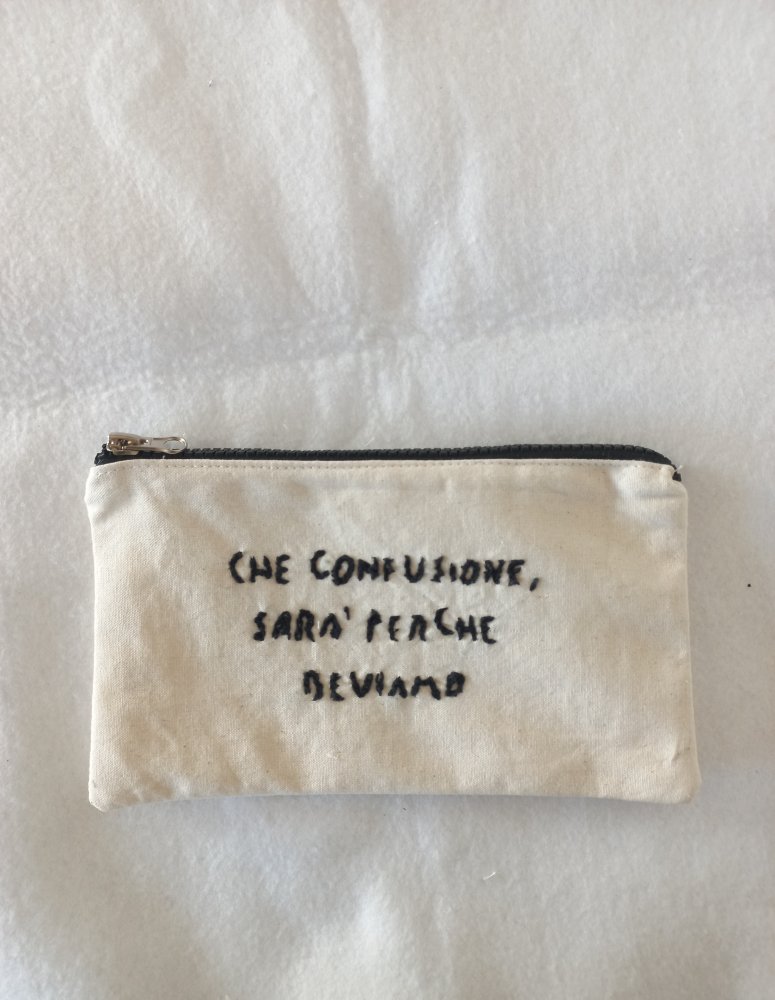 CHE CONFUSIONE,
SARA' PERCHE
BEVIAMO